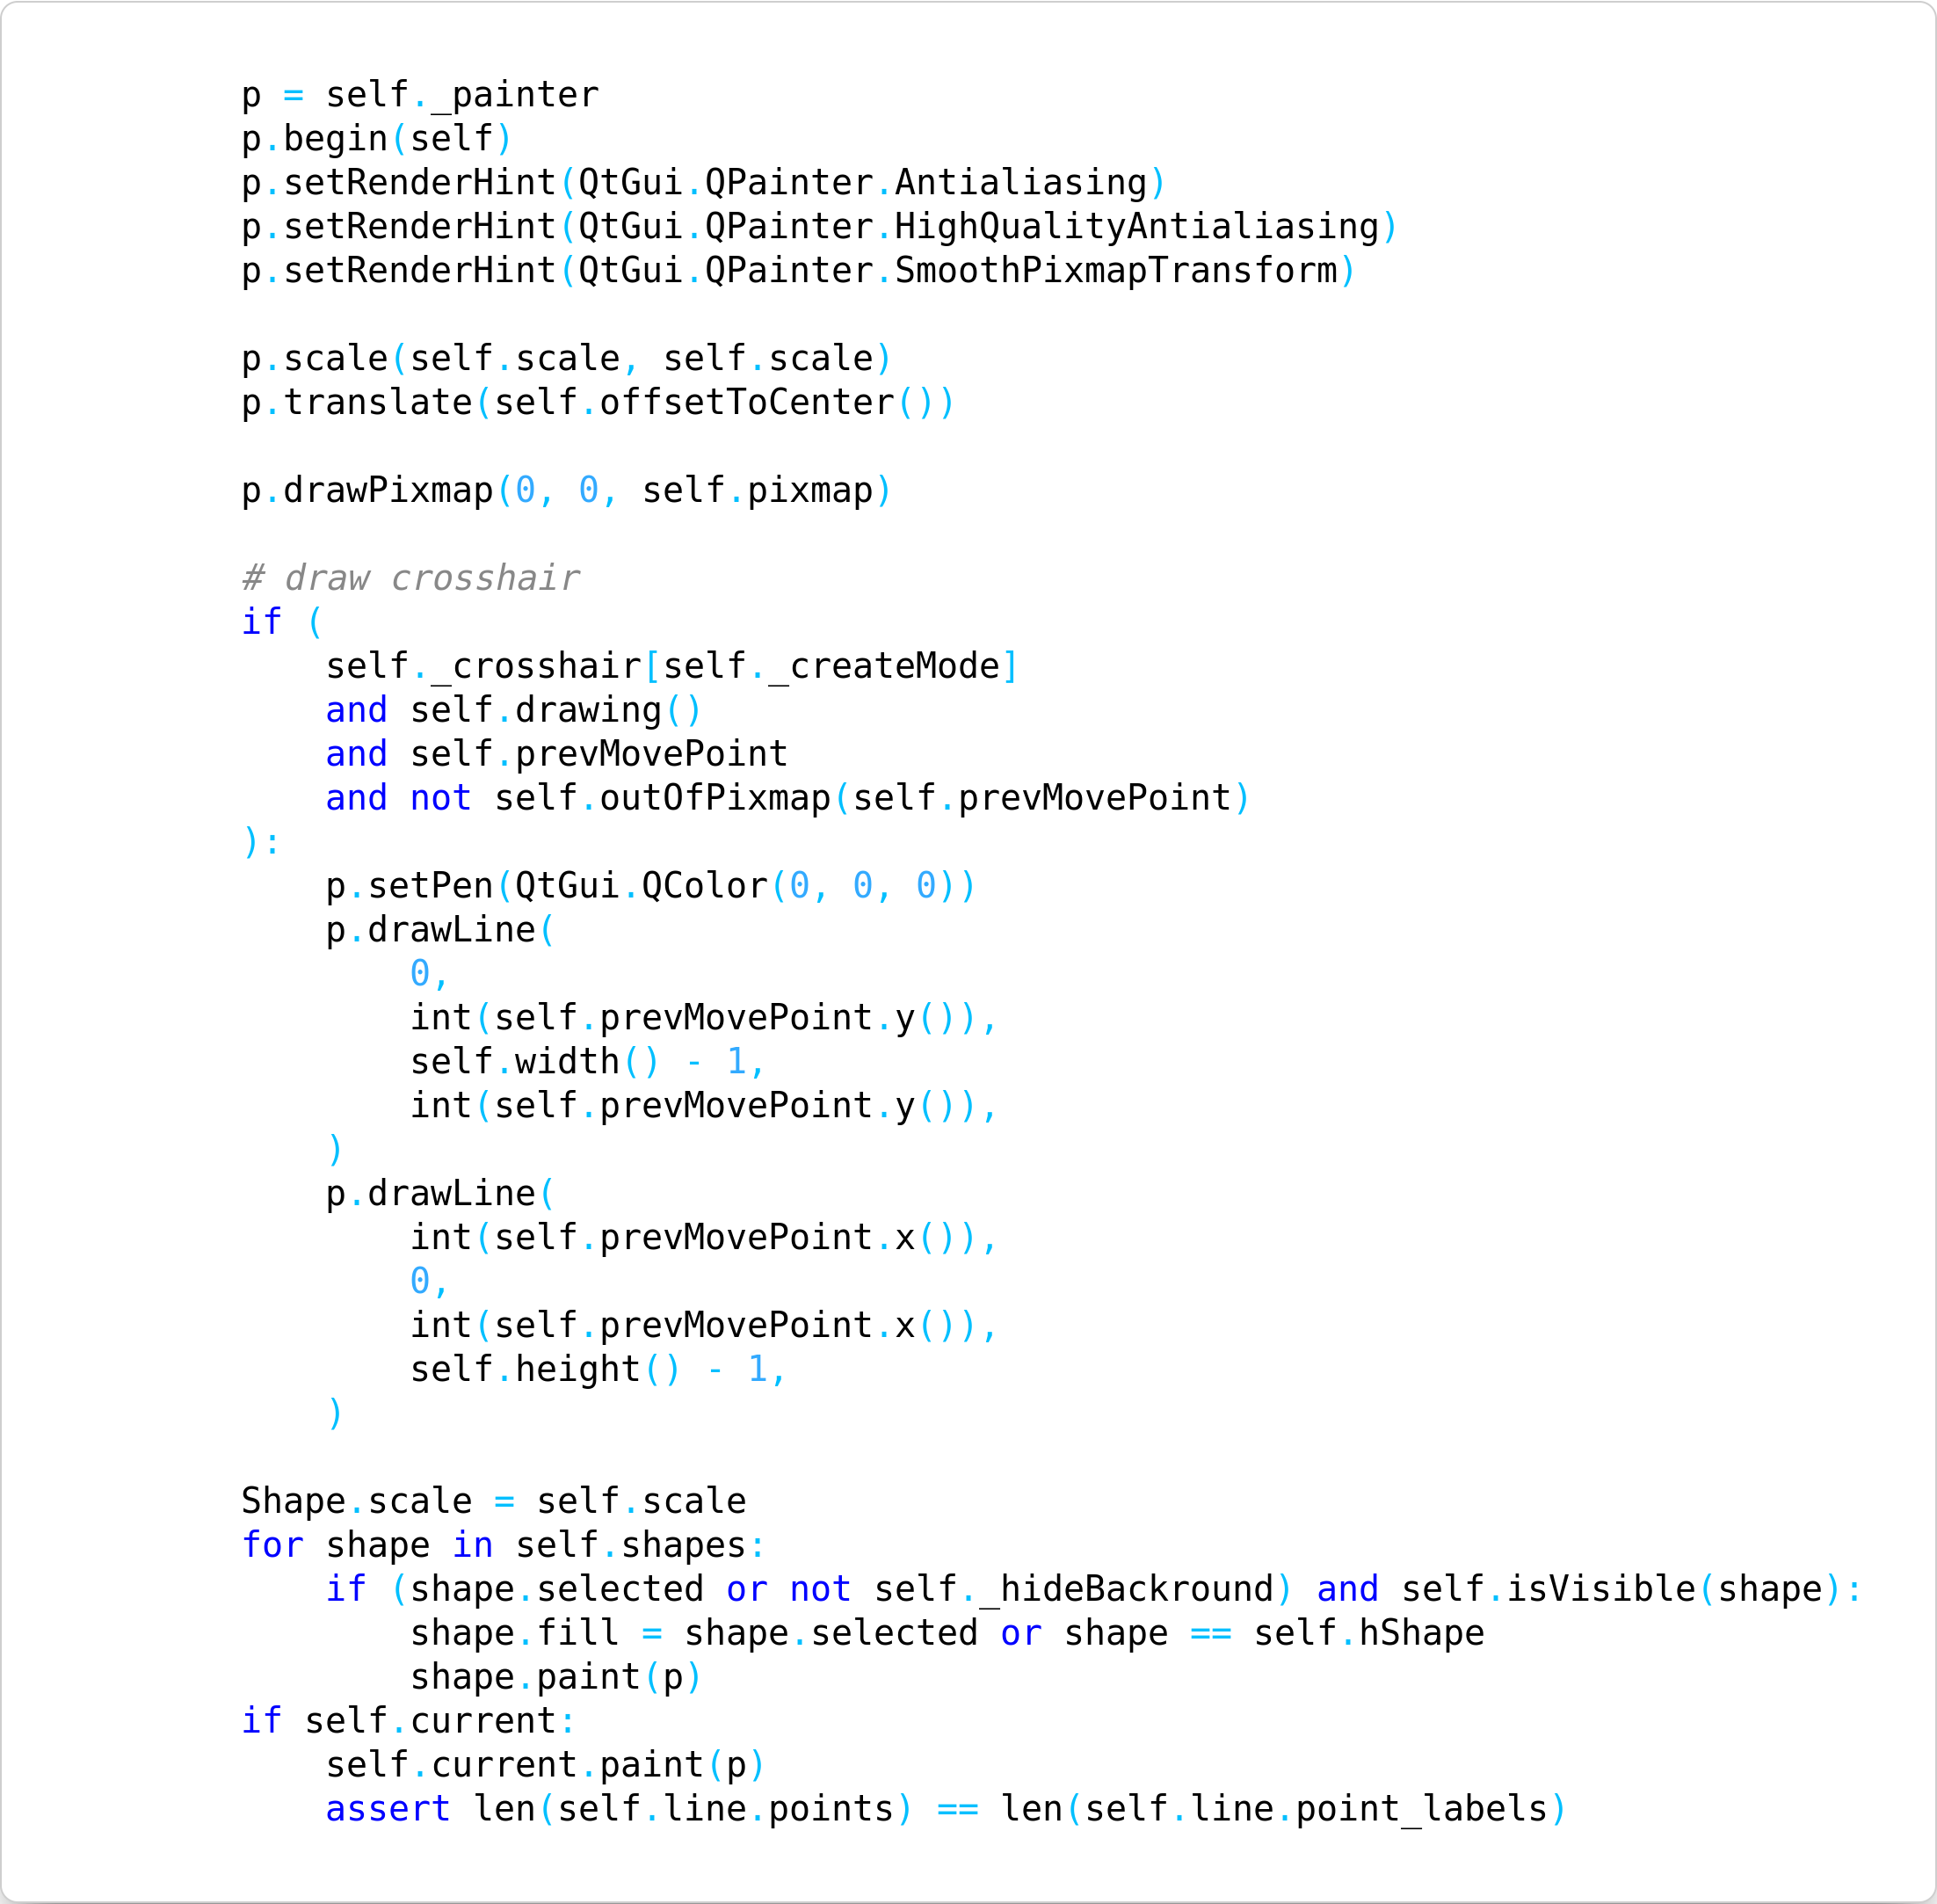 p = self._painter
p.begin(self)
p.setRenderHint(QtGui.QPainter.Antialiasing)
p.setRenderHint(QtGui.QPainter.HighQualityAntialiasing)
p.setRenderHint(QtGui.QPainter.SmoothPixmapTransform)

p.scale(self.scale, self.scale)
p.translate(self.offsetToCenter())

p.drawPixmap(0, 0, self.pixmap)

# draw crosshair
if (
    self._crosshair[self._createMode]
    and self.drawing()
    and self.prevMovePoint
    and not self.outOfPixmap(self.prevMovePoint)
):
    p.setPen(QtGui.QColor(0, 0, 0))
    p.drawLine(
        0,
        int(self.prevMovePoint.y()),
        self.width() - 1,
        int(self.prevMovePoint.y()),
    )
    p.drawLine(
        int(self.prevMovePoint.x()),
        0,
        int(self.prevMovePoint.x()),
        self.height() - 1,
    )

Shape.scale = self.scale
for shape in self.shapes:
    if (shape.selected or not self._hideBackround) and self.isVisible(shape):
        shape.fill = shape.selected or shape == self.hShape
        shape.paint(p)
if self.current:
    self.current.paint(p)
    assert len(self.line.points) == len(self.line.point_labels)